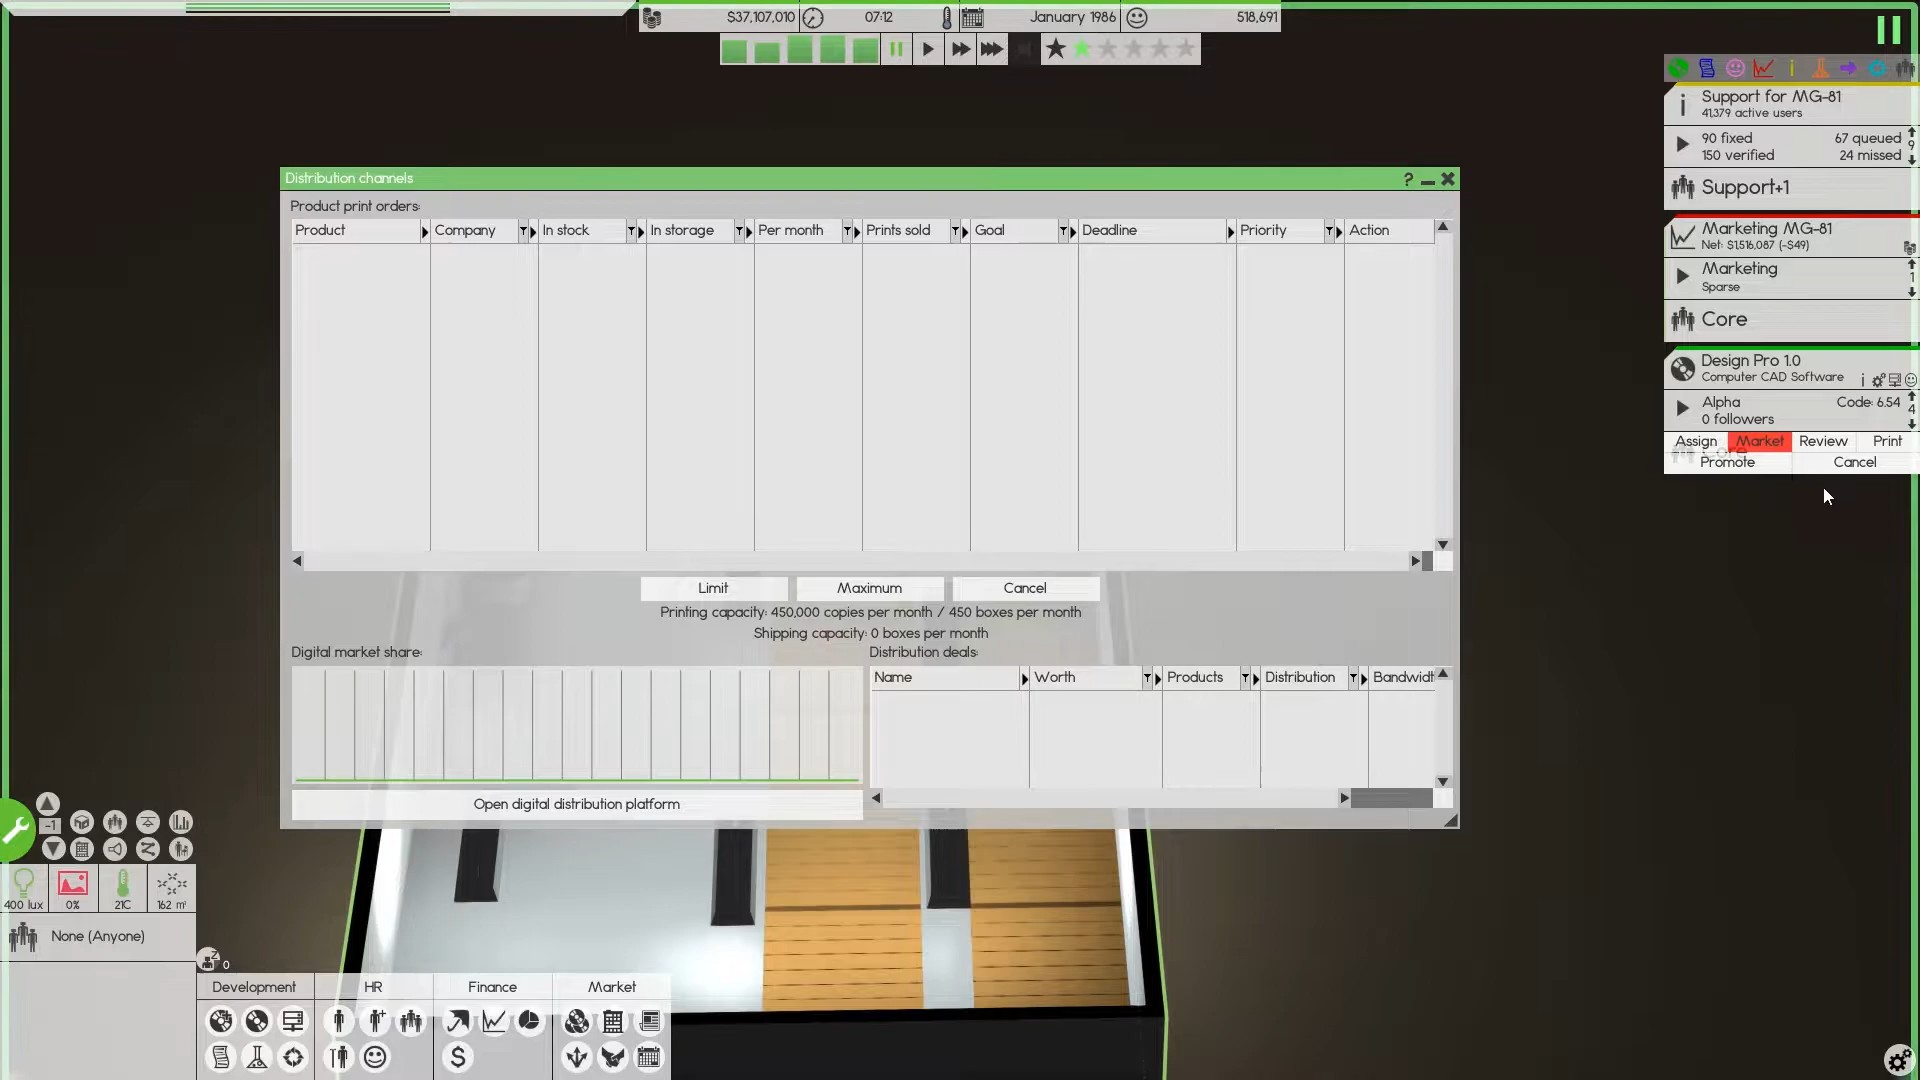 $37,107,010
07:12
January 1986
518,691
Support for MG-81
41,379 active users
90 fixed
67 queued
9
150 verified
24 missed
Support+1
Marketing MG-81
Net: $1,516,087 (-$49)
Marketing
1
Sparse
Core
Design Pro 1.0
Computer CAD Software
Alpha
Code: 6.54
4
0 followers
Assign
Market
Review
Print
Core
Promote
Cancel
Distribution channels
?
Product print orders:
Product
Company
In stock
In storage
Per month
Prints sold
Goal
Deadline
Priority
Action
Limit
Maximum
Cancel
Printing capacity: 450,000 copies per month / 450 boxes per month
Shipping capacity: 0 boxes per month
Digital market share:
Distribution deals:
Name
Worth
Products
Distribution
Bandwidt
Open digital distribution platform
-1
400 lux
0%
21C
162 m²
None (Anyone)
0
Development
HR
Finance
Market